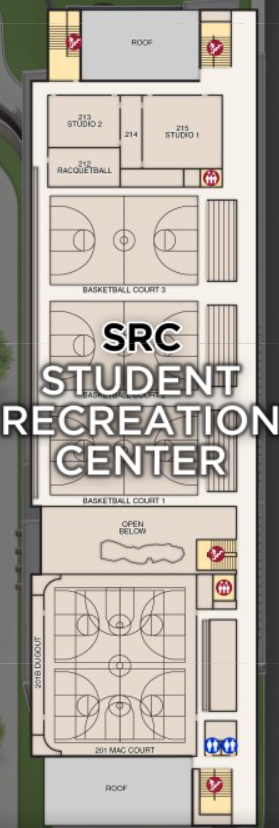 ROOF
213
STUDIO 2
214
215
STUDIO 1
212
RACQUETBALL
BASKETBALL COURT 3
SRC
STUDENT
RECREATION
CENTER
BASKETBALL COURT 1
OPEN
BELOW
201B DUGOUT
201 MAC COURT
ROOF